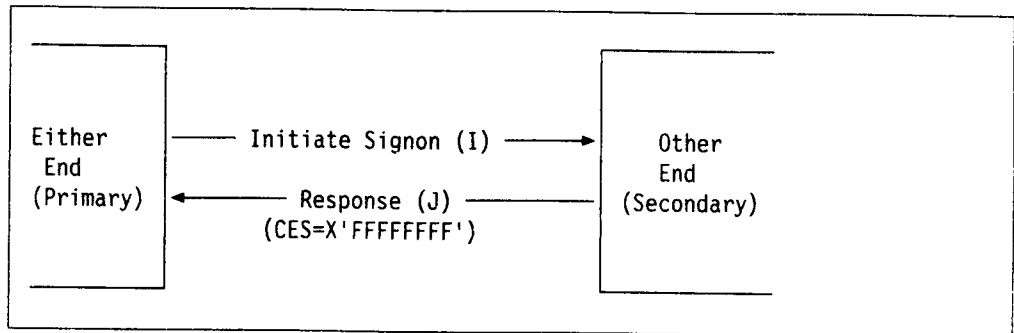 Either
End
(Primary)
Initiate Signon (I)
Response (J)
(CES=X'FFFFFFFF')
Other
End
(Secondary)